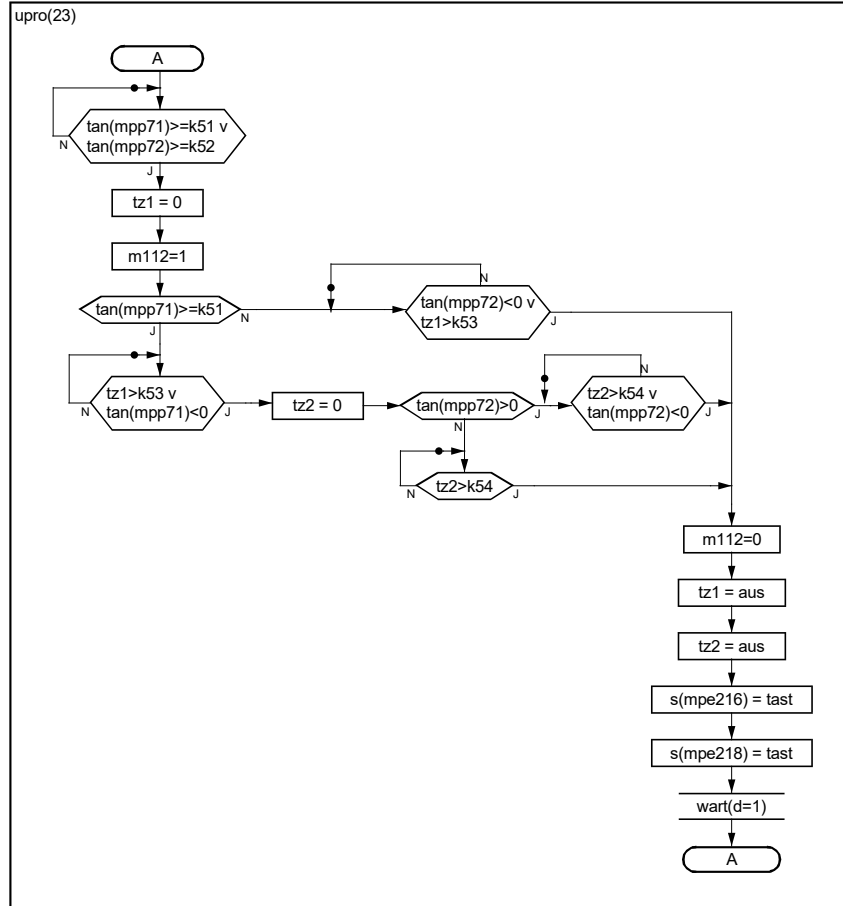 upro(23)
A
tan(mpp71)>=k51 v
tan(mpp72)>=k52
N
J
tz1 = 0
m112=1
tan(mpp71)>=k51
N
J
N
tan(mpp72)<0 v
tz1>k53
J
tz1>k53 v
tan(mpp71)<0
N
J
tz2 = 0
tan(mpp72)>0
J
N
N
tz2>k54 v
tan(mpp72)<0
J
tz2>k54
N
J
m112=0
tz1 = aus
tz2 = aus
s(mpe216) = tast
s(mpe218) = tast
wart(d=1)
A